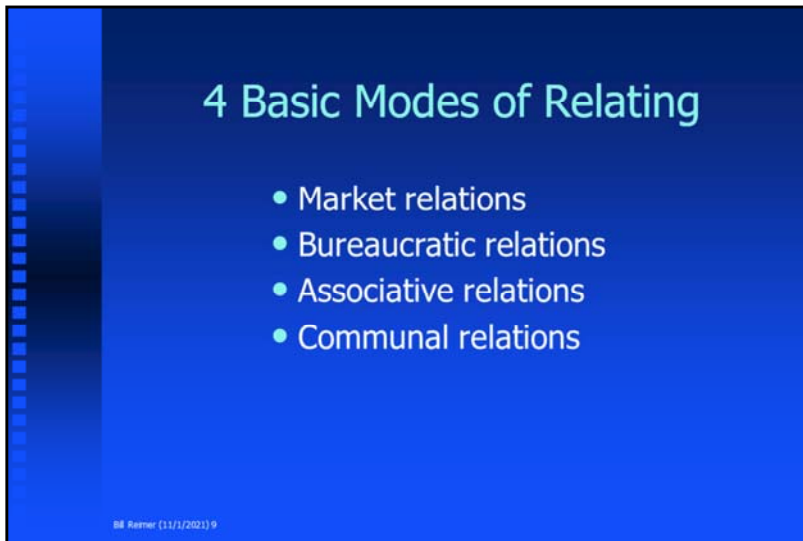 4 Basic Modes of Relating
• Market relations
• Bureaucratic relations
• Associative relations
• Communal relations
Bill Reimer (11/1/2021) 9